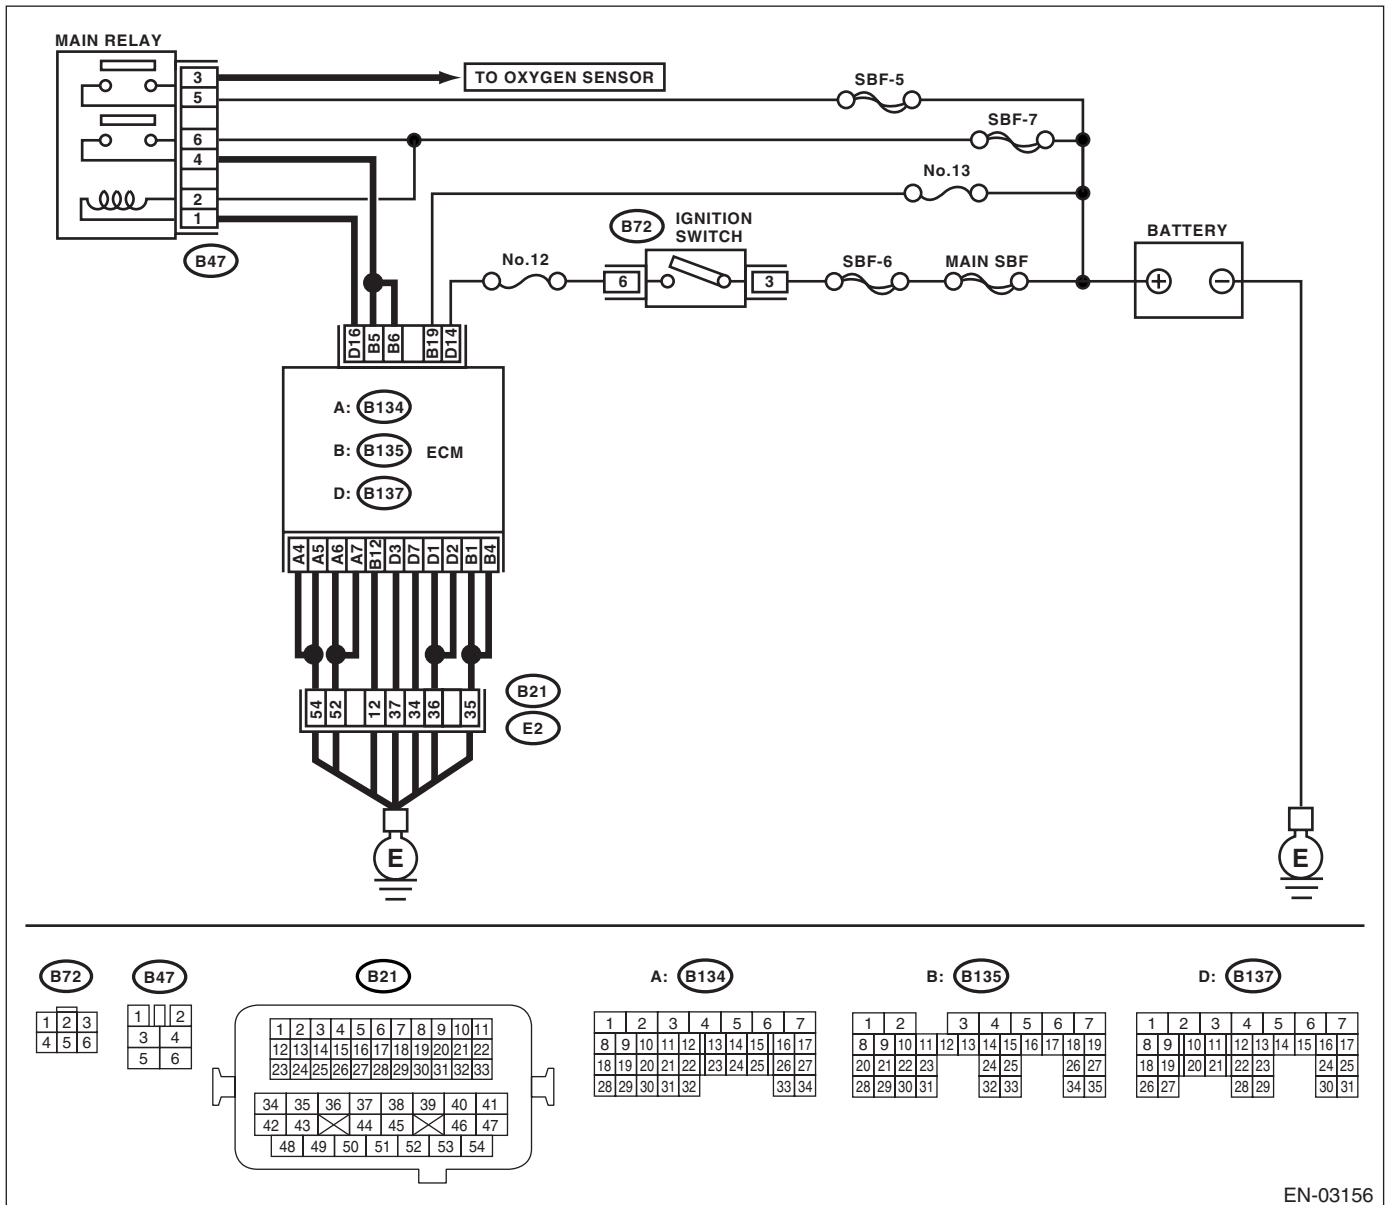 MAIN RELAY
3
TO OXYGEN SENSOR
5
SBF-5
6
SBF-7
4
No.13
2
1
B47
B72
IGNITION
SWITCH
BATTERY
No.12
6
3
SBF-6
MAIN SBF
+
−
D16
B5
B6
B19
D14
A: B134
B: B135
ECM
D: B137
A4
A5
A6
A7
B12
D3
D7
D1
D2
B1
B4
54
52
12
37
34
36
35
B21
E2
E
E
B72
1 2 3
4 5 6
B47
1 2
3 4
5 6
B21
1 2 3 4 5 6 7 8 9 10 11
12 13 14 15 16 17 18 19 20 21 22
23 24 25 26 27 28 29 30 31 32 33
34 35 36 37 38 39 40 41
42 43 44 45 46 47
48 49 50 51 52 53 54
A: B134
1 2 3 4 5 6 7
8 9 10 11 12 13 14 15 16 17
18 19 20 21 22 23 24 25 26 27
28 29 30 31 32 33 34
B: B135
1 2 3 4 5 6 7
8 9 10 11 12 13 14 15 16 17 18 19
20 21 22 23 24 25 26 27
28 29 30 31 32 33 34 35
D: B137
1 2 3 4 5 6 7
8 9 10 11 12 13 14 15 16 17
18 19 20 21 22 23 24 25
26 27 28 29 30 31
EN-03156